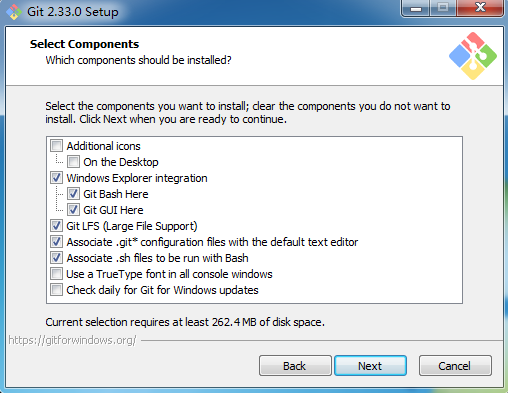 Git 2.33.0 Setup
Select Components
Which components should be installed?
Select the components you want to install; clear the components you do not want to
install. Click Next when you are ready to continue.
Additional icons
On the Desktop
Windows Explorer integration
Git Bash Here
Git GUI Here
Git LFS (Large File Support)
Associate .git* configuration files with the default text editor
Associate .sh files to be run with Bash
Use a TrueType font in all console windows
Check daily for Git for Windows updates
Current selection requires at least 262.4 MB of disk space.
https://gitforwindows.org/
Back
Next
Cancel